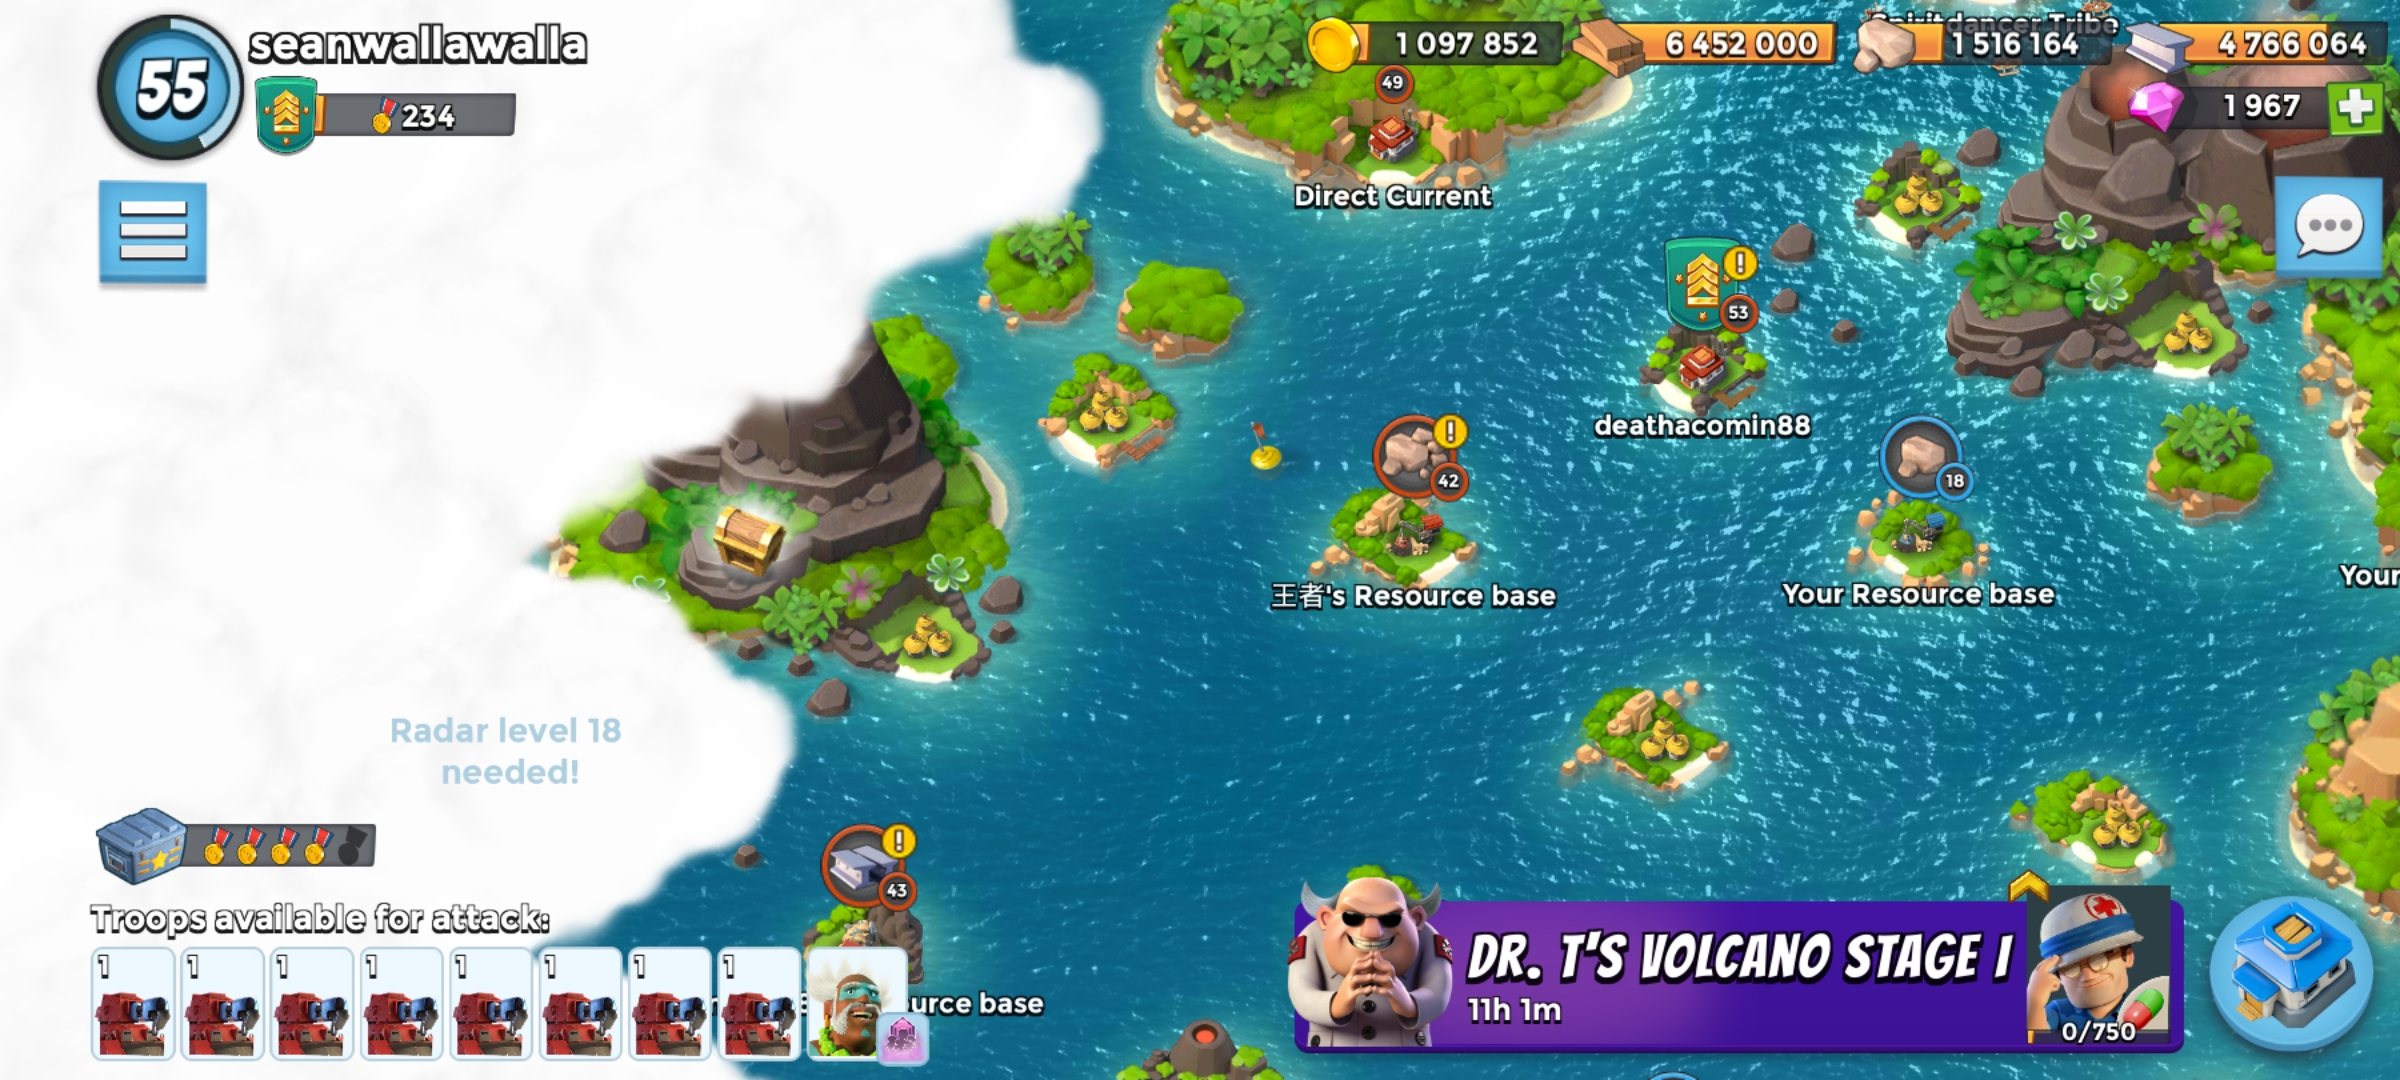 55
seanwallawalla
234
Spiritdancer Tribe
1 097 852
6 452 000
1 516 164
4 766 064
1 967
49
Direct Current
53
deathacomin88
42
王者's Resource base
18
Your Resource base
Your
Radar level 18
needed!
43
urce base
Troops available for attack:
1 1 1 1 1 1 1 1
DR. T'S VOLCANO STAGE I
11h 1m
0/750